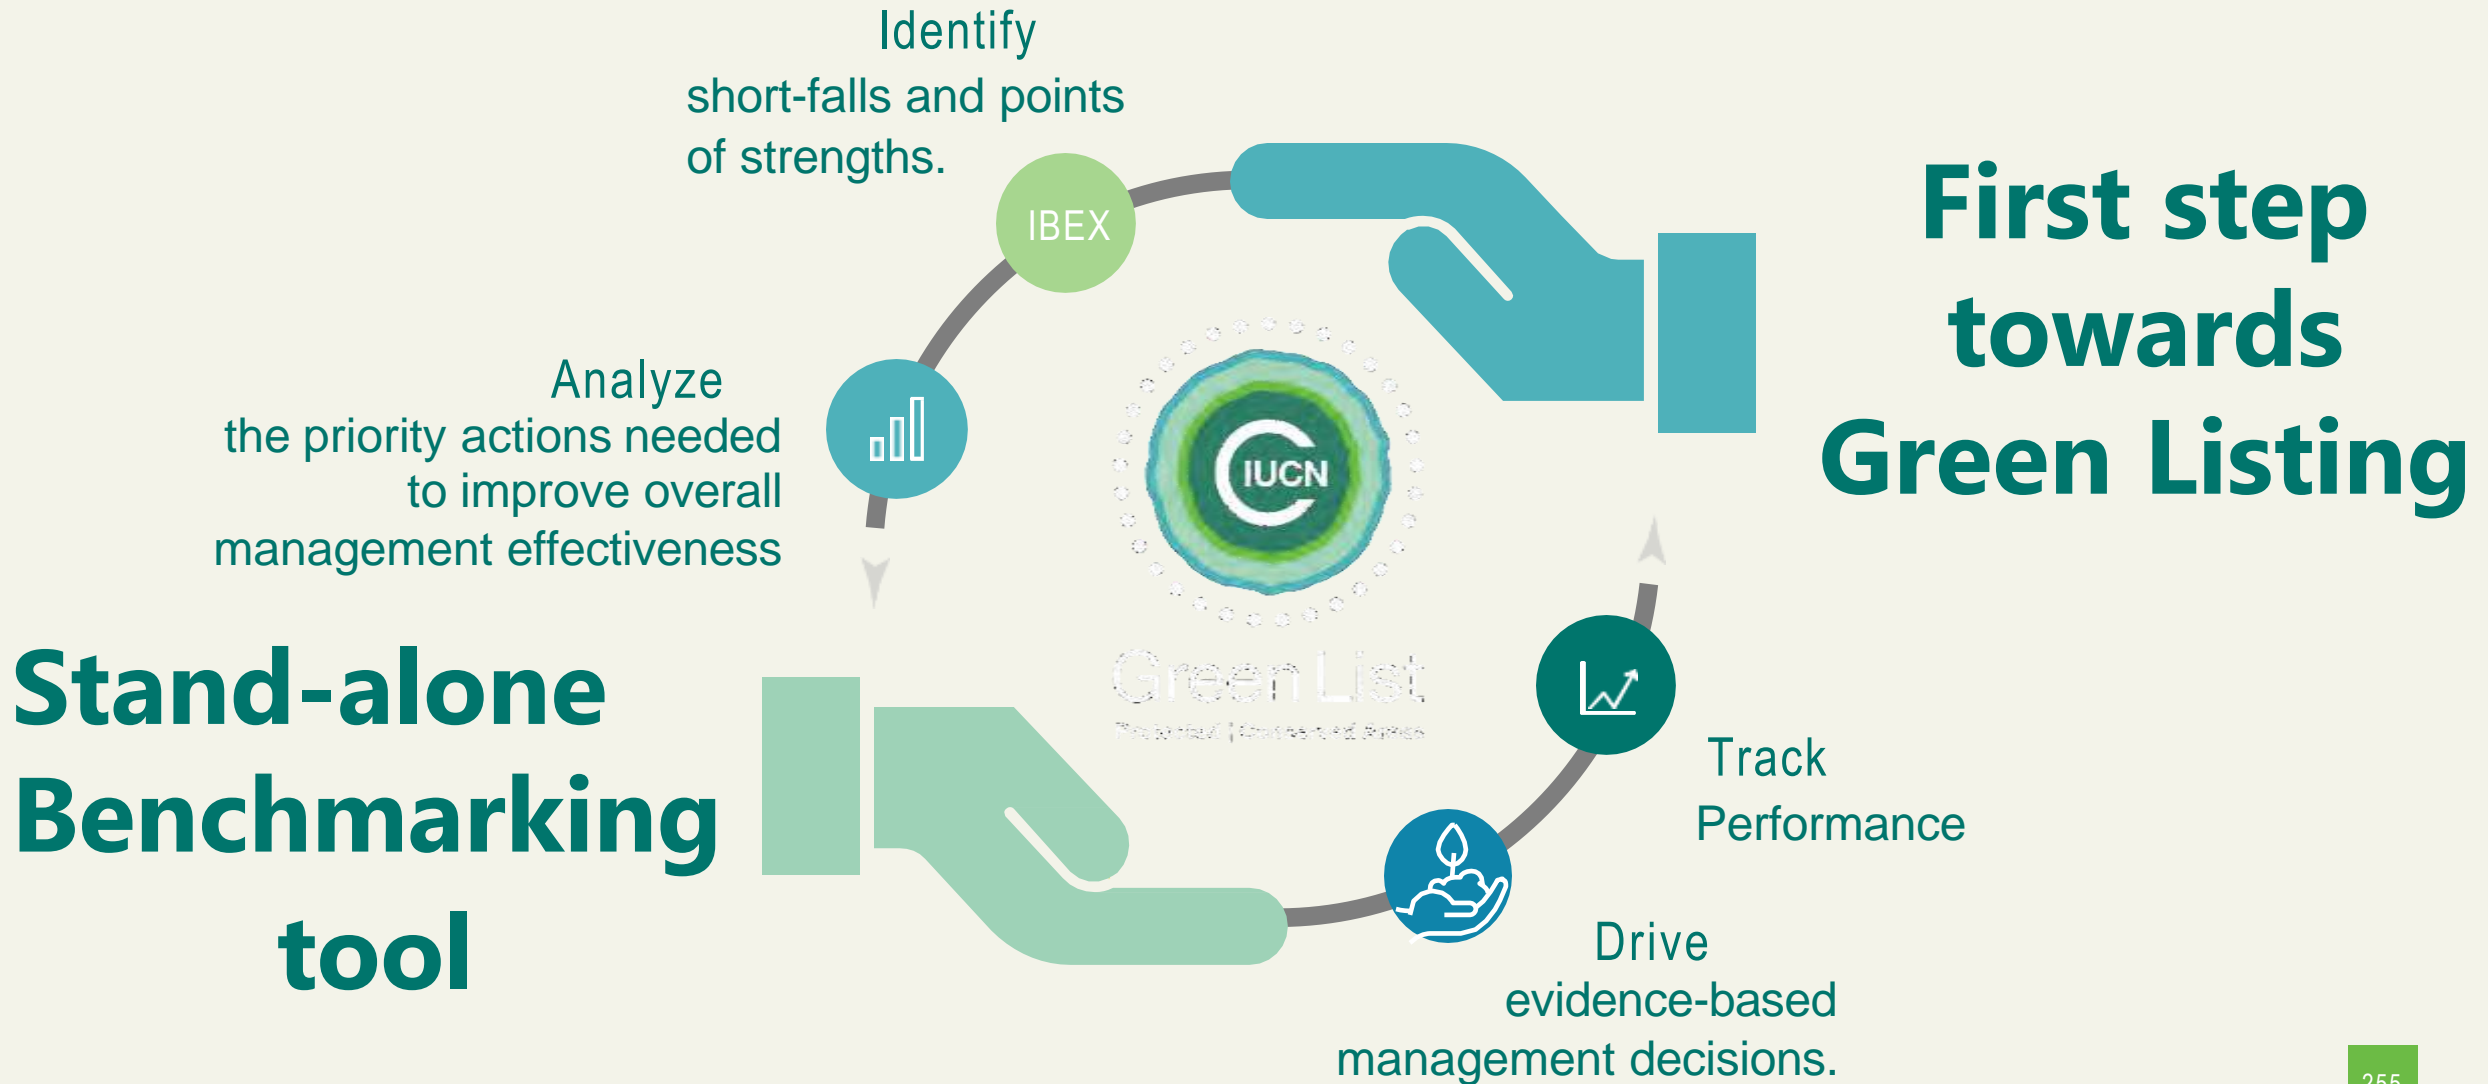 Identify
short-falls and points
of strengths.
IBEX
First step
towards
Green Listing
Analyze
the priority actions needed
to improve overall
management effectiveness
IUCN
Green List
Stand-alone
Benchmarking
tool
Track
Performance
Drive
evidence-based
management decisions.
255